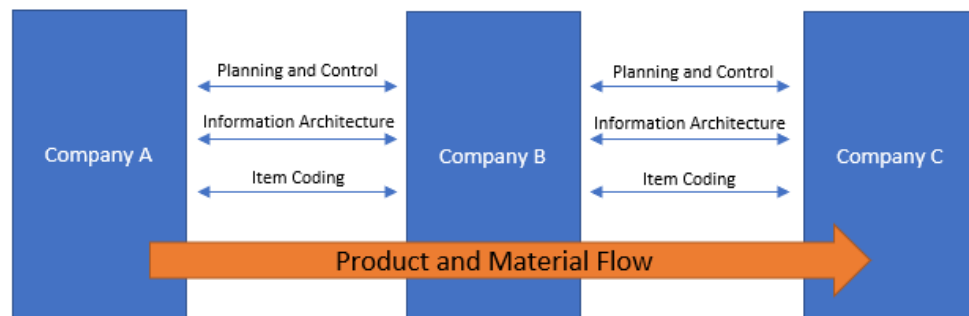 Company A
Planning and Control
Information Architecture
Item Coding
Company B
Planning and Control
Information Architecture
Item Coding
Company C
Product and Material Flow